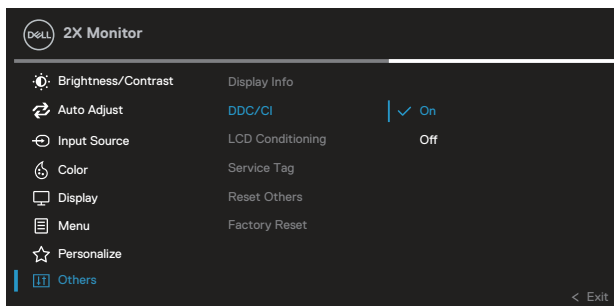 DELL 2X Monitor
Brightness/Contrast Display Info
Auto Adjust DDC/CI On
Input Source LCD Conditioning Off
Color Service Tag
Display Reset Others
Menu Factory Reset
Personalize
Others
< Exit